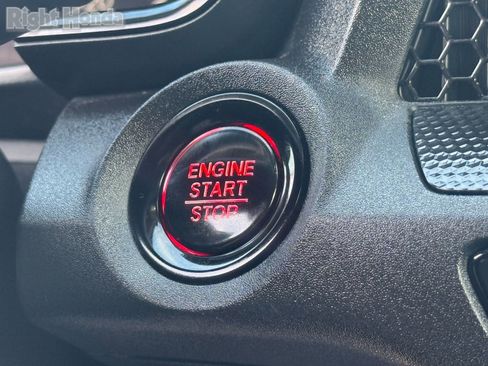 Right Honda
ENGINE
START
STOP